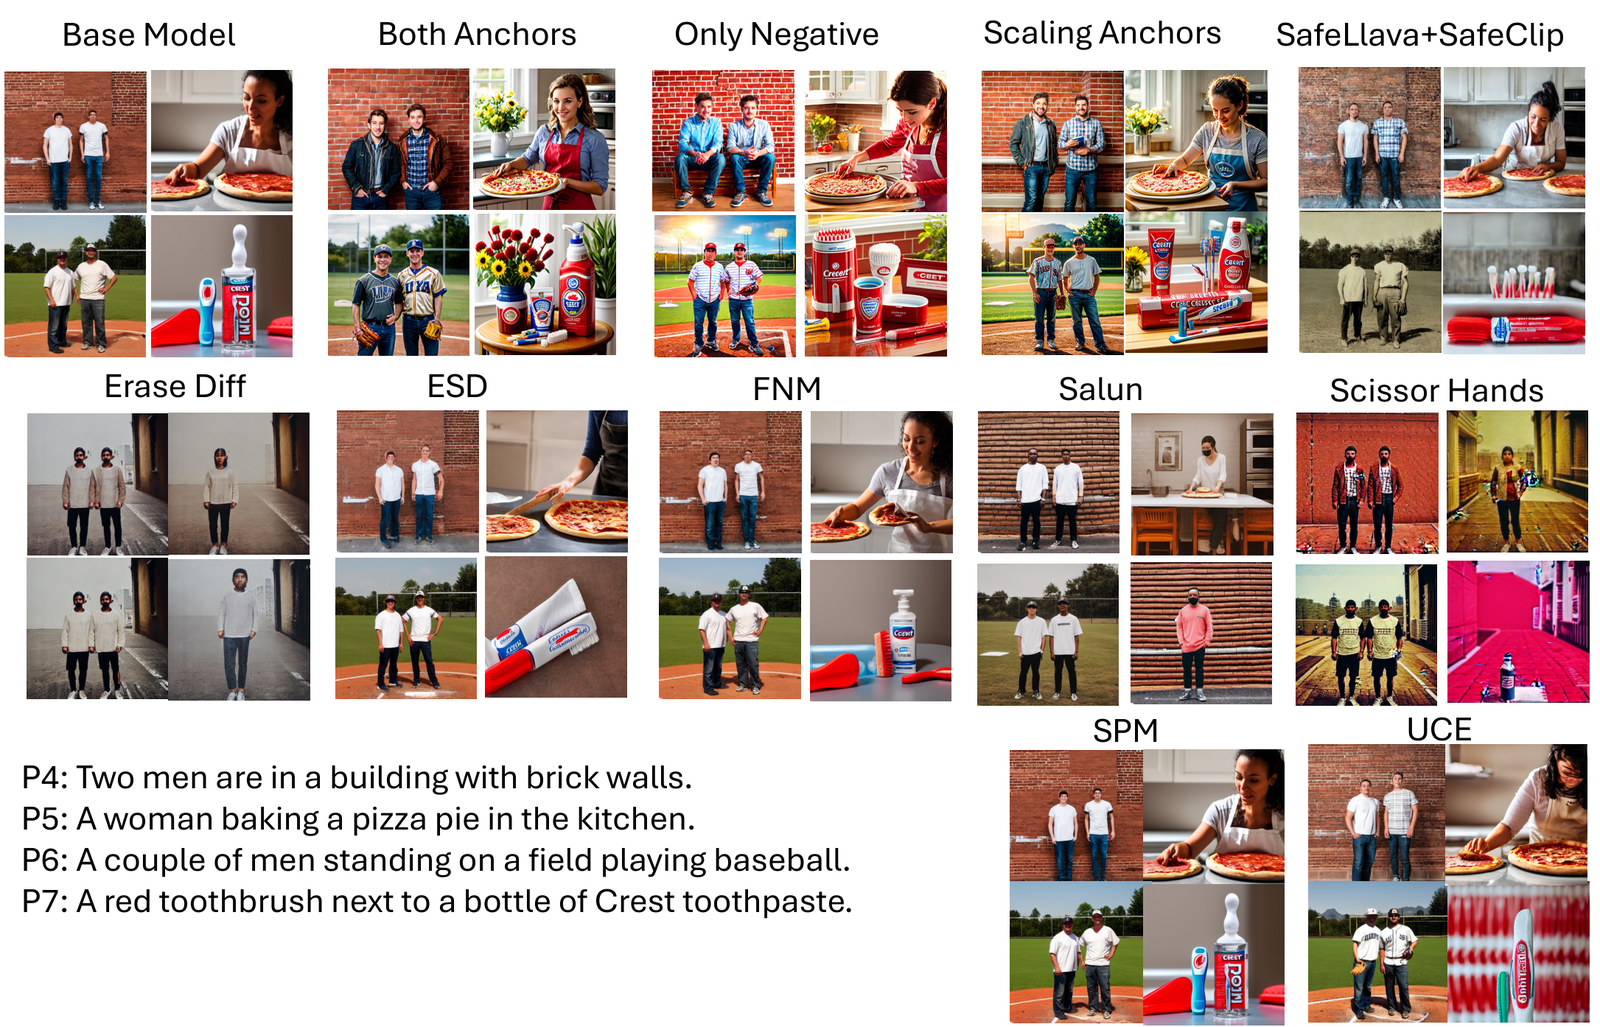 Base Model
Both Anchors
Only Negative
Scaling Anchors
SafeLlava+SafeClip
CREST
Erase Diff
ESD
FNM
Salun
Scissor Hands
SPM
UCE
P4: Two men are in a building with brick walls.
P5: A woman baking a pizza pie in the kitchen.
P6: A couple of men standing on a field playing baseball.
P7: A red toothbrush next to a bottle of Crest toothpaste.